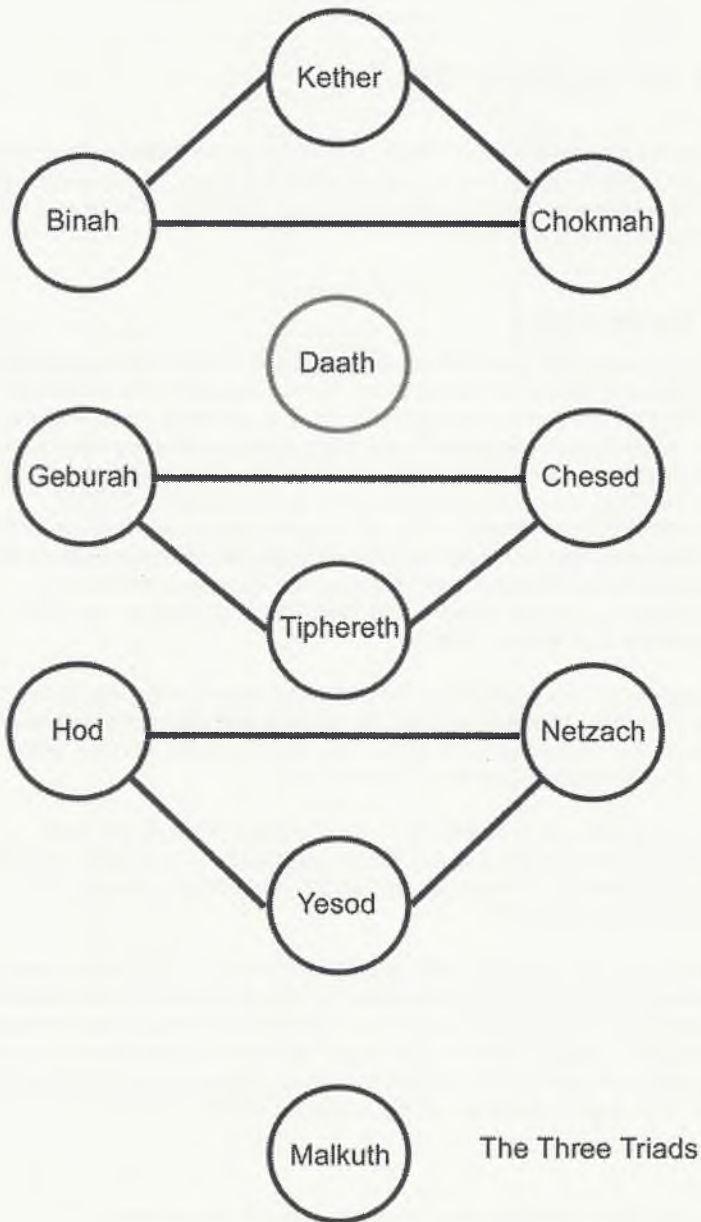 Kether
Binah
Chokmah
Daath
Geburah
Chesed
Tiphereth
Hod
Netzach
Yesod
Malkuth
The Three Triads